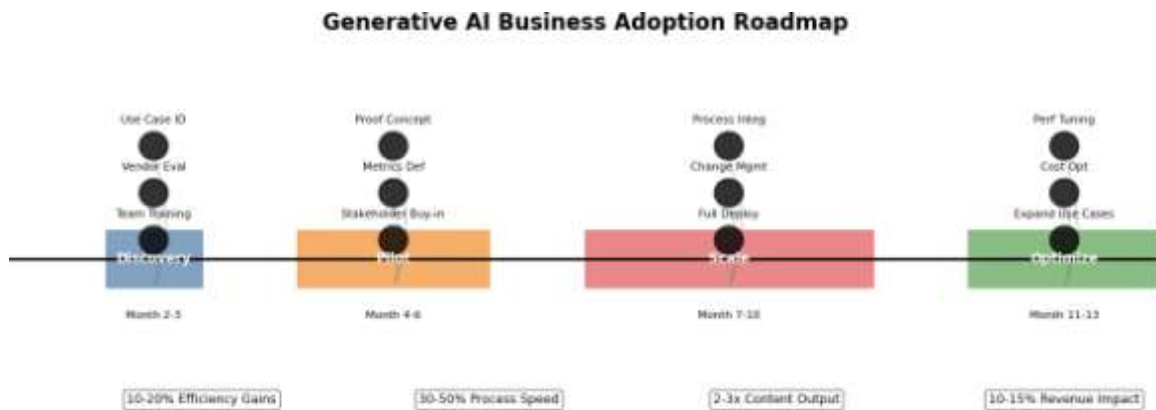 Generative AI Business Adoption Roadmap
Use Case ID
Proof Concept
Process Integ
Perf Tuning
Vendor Eval
Metrics Def
Change Mgmt
Cost Opt
Team Training
Stakeholder Buy-in
Full Deploy
Expand Use Cases
Discovery
Pilot
Scale
Optimize
Month 2-3
Month 4-6
Month 7-10
Month 11-13
10-20% Efficiency Gains
30-50% Process Speed
2-3x Content Output
10-15% Revenue Impact